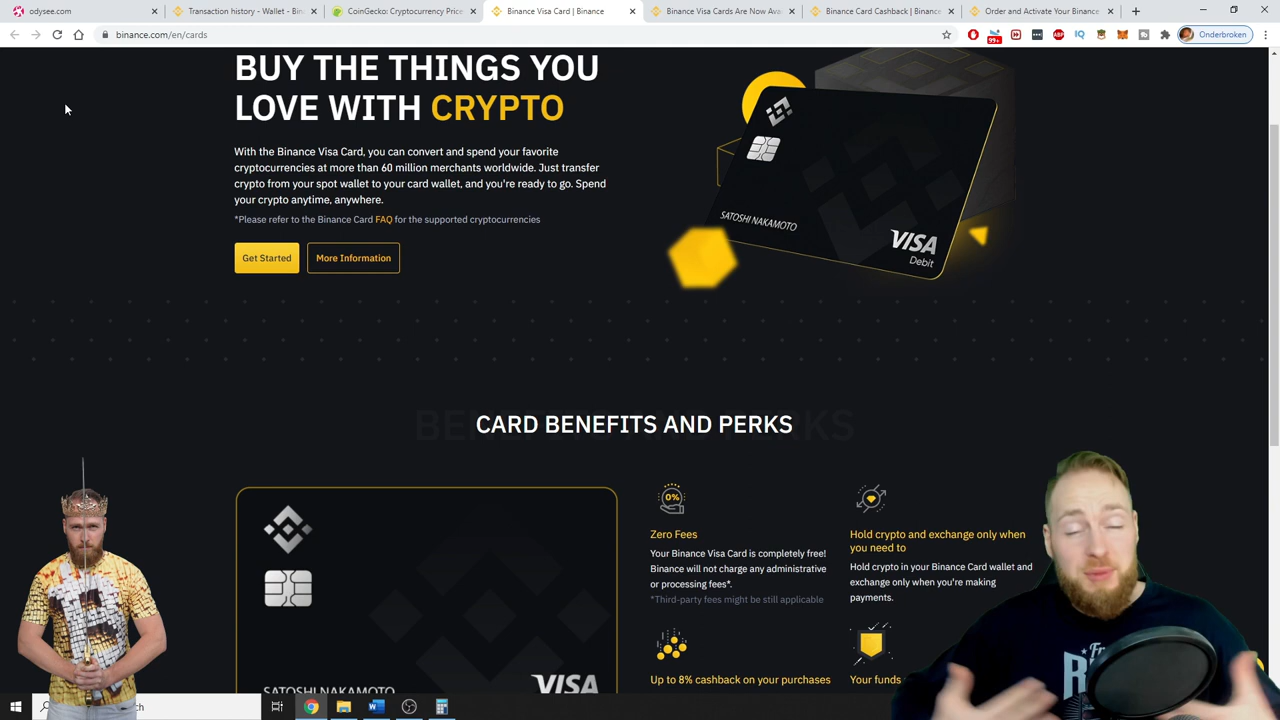 odysee.com
Transaction history - Wallet - Bin
CoinGecko: Cryptocurrency Price
Binance Visa Card | Binance
Binance Visa Cards Are Now Ava
Binance Card Cashback | Binance
Order and Activate Your Binance
binance.com/en/cards
99+
ABP
IQ
Onderbroken
BUY THE THINGS YOU
LOVE WITH CRYPTO
With the Binance Visa Card, you can convert and spend your favorite
cryptocurrencies at more than 60 million merchants worldwide. Just transfer
crypto from your spot wallet to your card wallet, and you're ready to go. Spend
your crypto anytime, anywhere.
*Please refer to the Binance Card FAQ for the supported cryptocurrencies
Get Started
More Information
SATOSHI NAKAMOTO
VISA
Debit
BENEFITS AND PERKS
CARD BENEFITS AND PERKS
0%
Zero Fees
Your Binance Visa Card is completely free!
Binance will not charge any administrative
or processing fees*.
*Third-party fees might be still applicable
Hold crypto and exchange only when
you need to
Hold crypto in your Binance Card wallet and
exchange only when you're making
payments.
Up to 8% cashback on your purchases
Your funds
SATOSHI NAKAMOTO
VISA